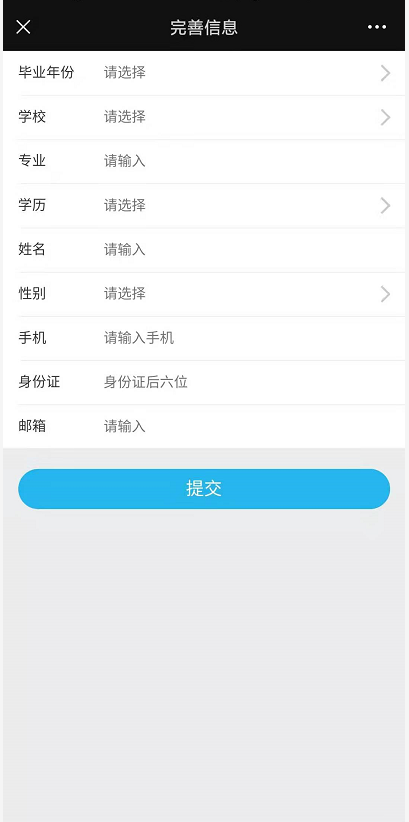 完善信息
毕业年份 请选择
学校 请选择
专业 请输入
学历 请选择
姓名 请输入
性别 请选择
手机 请输入手机
身份证 身份证后六位
邮箱 请输入
提交